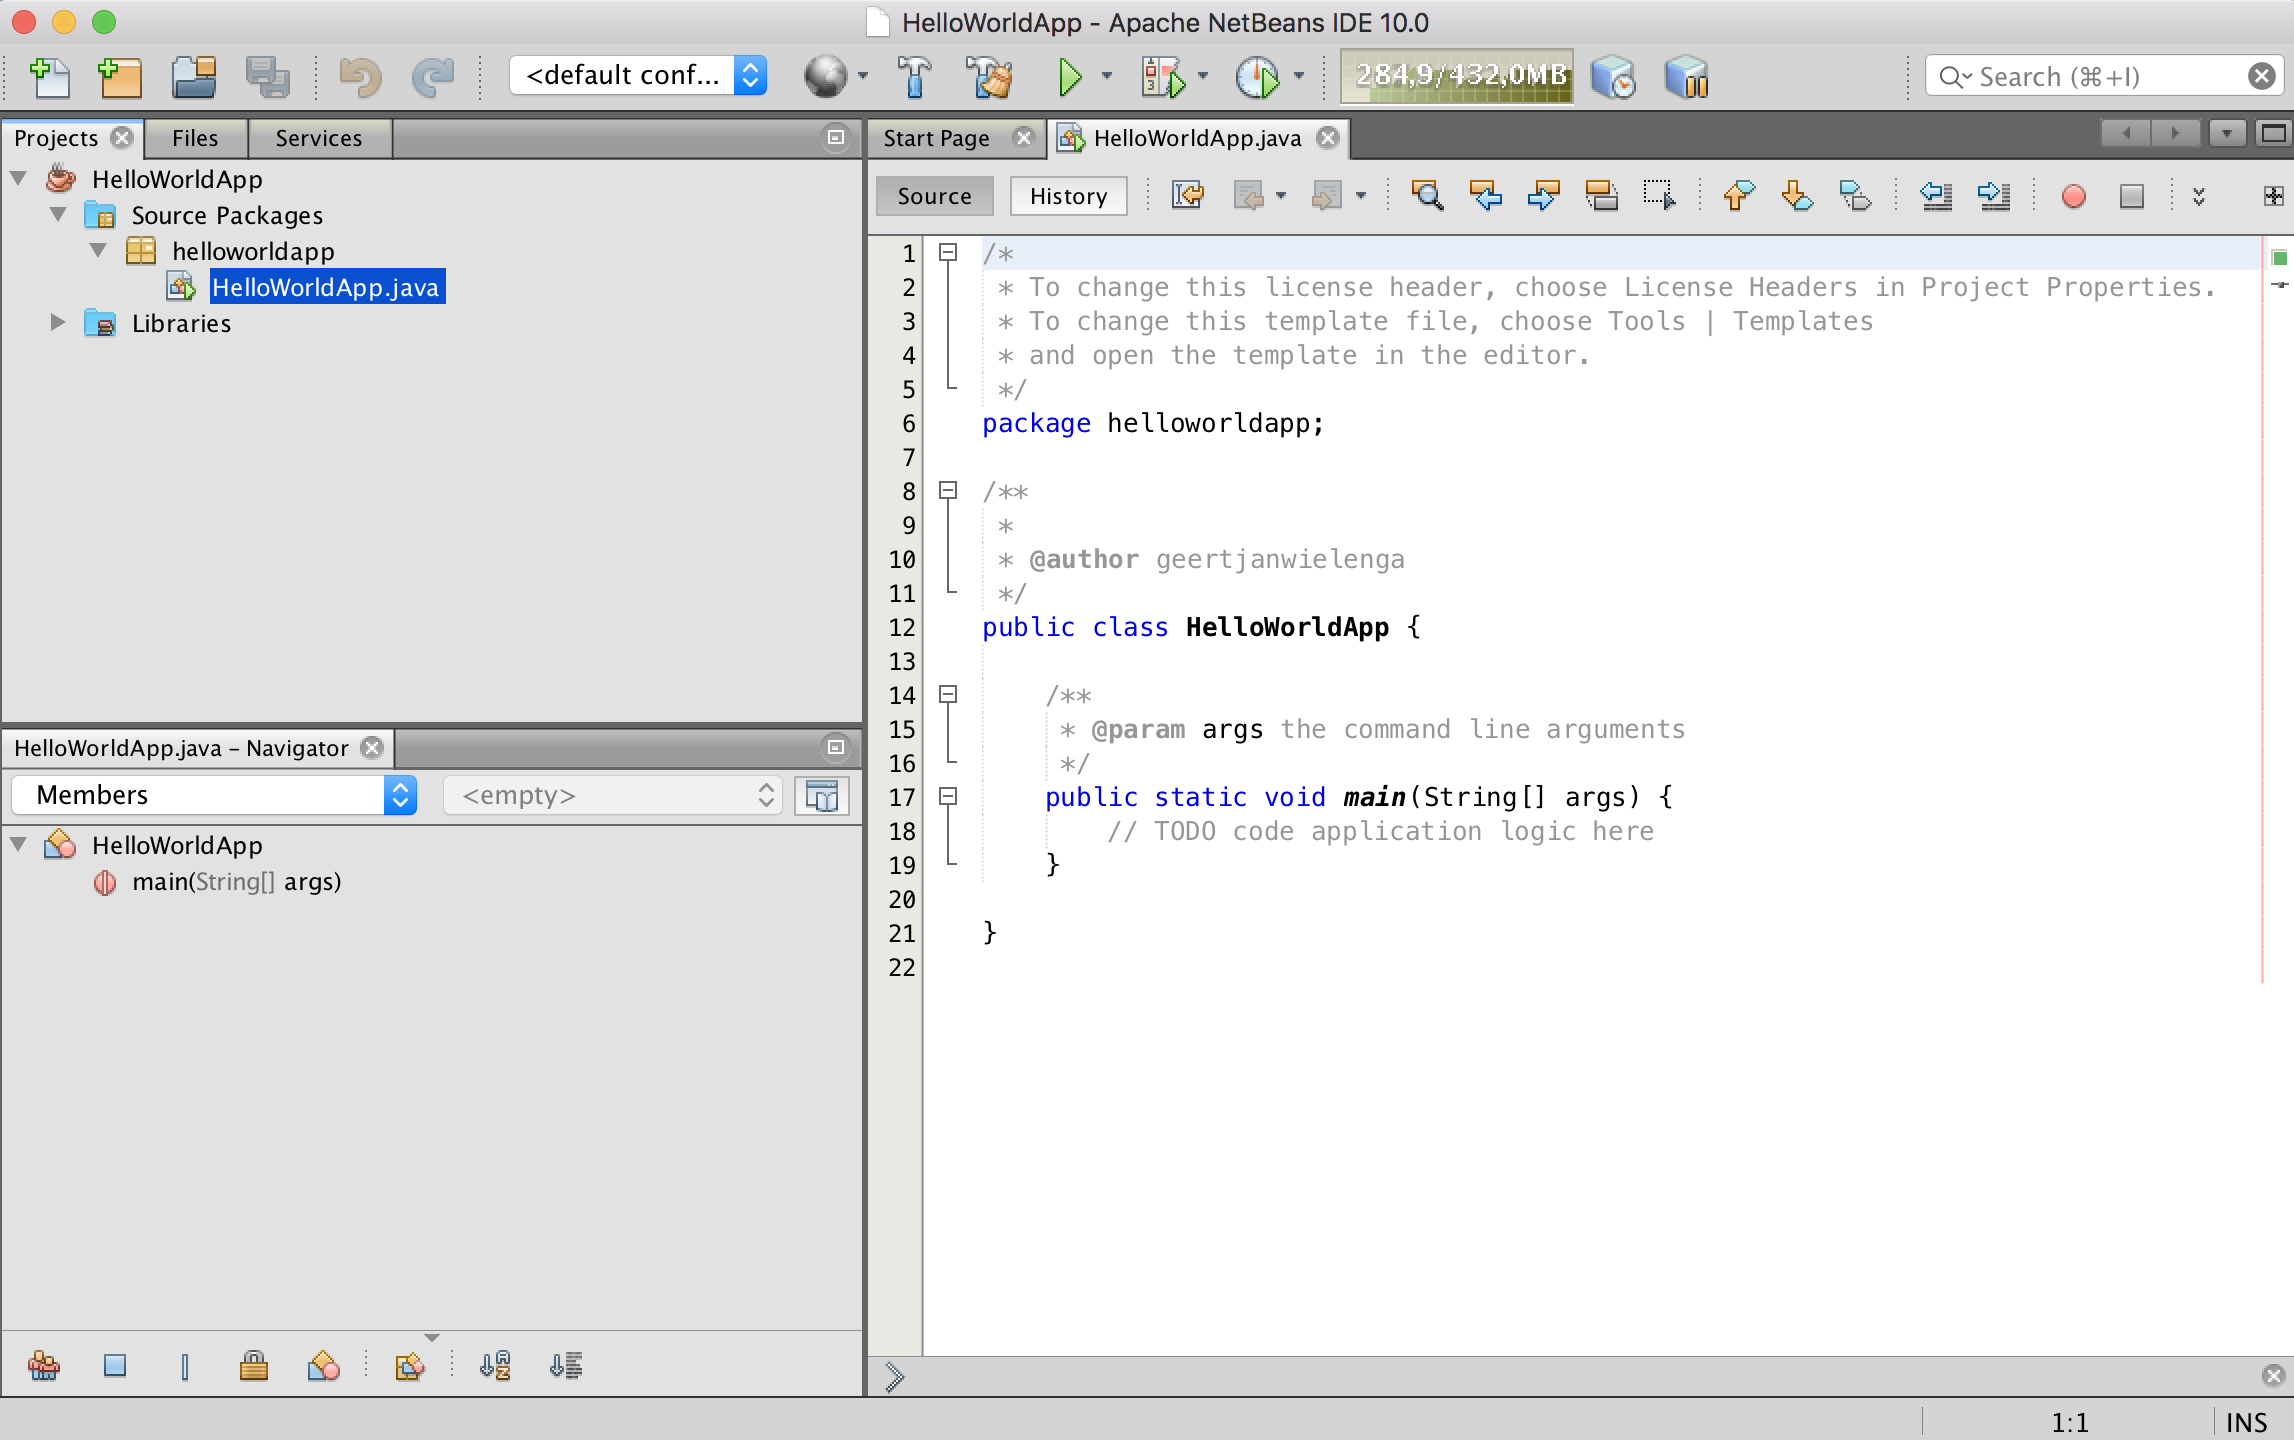 HelloWorldApp - Apache NetBeans IDE 10.0
<default conf...
284,9/432,0MB
Search (⌘+I)
Projects
Files
Services
HelloWorldApp
Source Packages
helloworldapp
HelloWorldApp.java
Libraries
HelloWorldApp.java - Navigator
Members
<empty>
HelloWorldApp
main(String[] args)
Start Page
HelloWorldApp.java
Source
History
1 /*
2  * To change this license header, choose License Headers in Project Properties.
3  * To change this template file, choose Tools | Templates
4  * and open the template in the editor.
5  */
6 package helloworldapp;
7
8 /**
9  *
10  * @author geertjanwielenga
11  */
12 public class HelloWorldApp {
13
14     /**
15      * @param args the command line arguments
16      */
17     public static void main(String[] args) {
18         // TODO code application logic here
19     }
20
21 }
22
1:1
INS